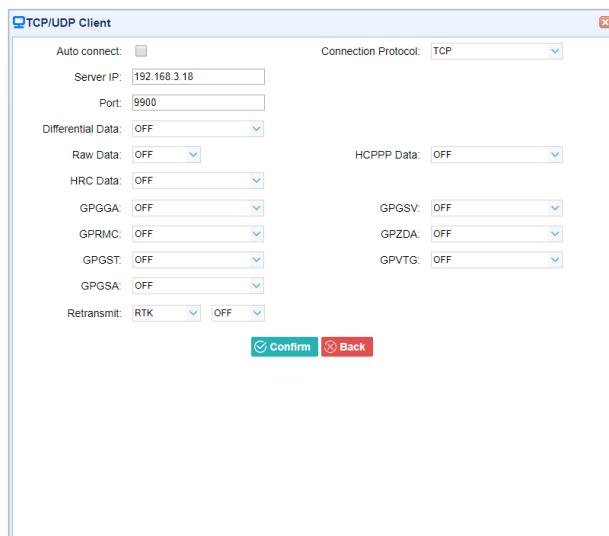 TCP/UDP Client
Auto connect: Connection Protocol: TCP
Server IP: 192.168.3.18
Port: 9900
Differential Data: OFF
Raw Data: OFF HCPPP Data: OFF
HRC Data: OFF
GPGGA: OFF GPGSV: OFF
GPRMC: OFF GPZDA: OFF
GPGST: OFF GPVTG: OFF
GPGSA: OFF
Retransmit: RTK OFF
Confirm Back